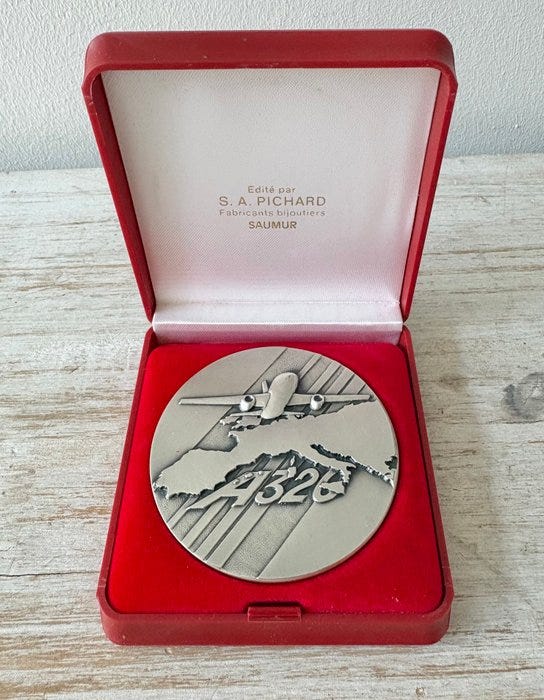 Edité par
S. A. PICHARD
Fabricants bijoutiers
SAUMUR
A320